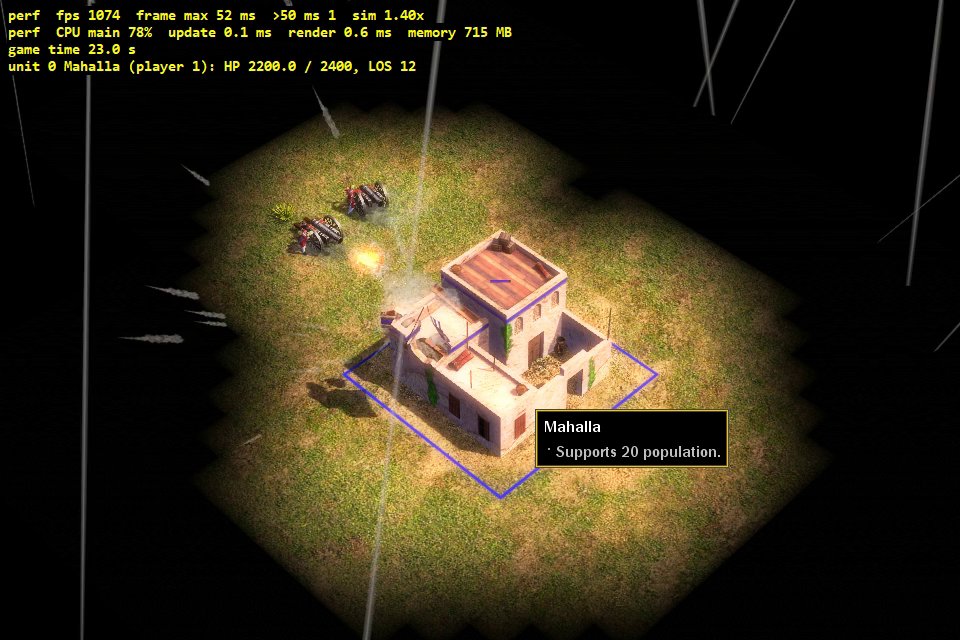 perf fps 1074 frame max 52 ms >50 ms 1 sim 1.40x
perf CPU main 78% update 0.1 ms render 0.6 ms memory 715 MB
game time 23.0 s
unit 0 Mahalla (player 1): HP 2200.0 / 2400, LOS 12
Mahalla
· Supports 20 population.